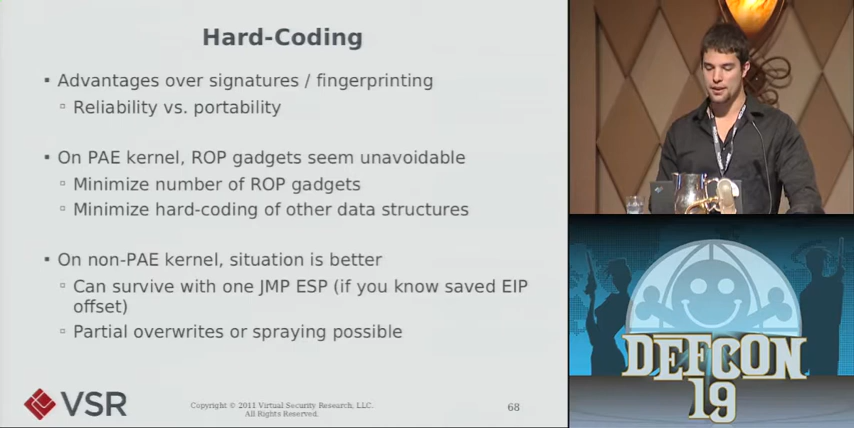 Hard-Coding
▪ Advantages over signatures / fingerprinting
▫ Reliability vs. portability
▪ On PAE kernel, ROP gadgets seem unavoidable
▫ Minimize number of ROP gadgets
▫ Minimize hard-coding of other data structures
▪ On non-PAE kernel, situation is better
▫ Can survive with one JMP ESP (if you know saved EIP
offset)
▫ Partial overwrites or spraying possible
VSR
Copyright © 2011 Virtual Security Research, LLC.
All Rights Reserved.
68
DEFCON
19